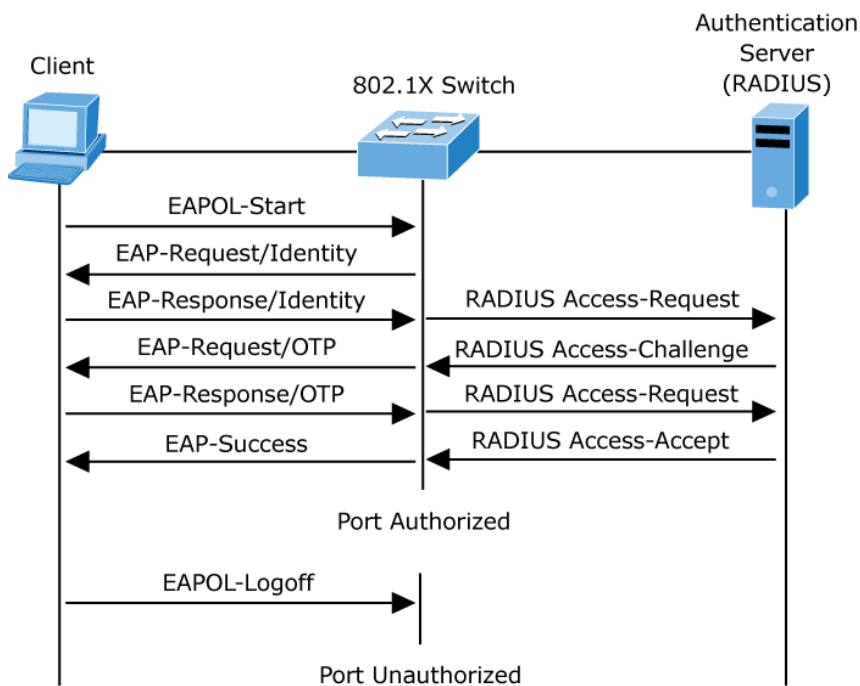 Authentication
Server
(RADIUS)
Client
802.1X Switch
EAPOL-Start
EAP-Request/Identity
EAP-Response/Identity
RADIUS Access-Request
EAP-Request/OTP
RADIUS Access-Challenge
EAP-Response/OTP
RADIUS Access-Request
EAP-Success
RADIUS Access-Accept
Port Authorized
EAPOL-Logoff
Port Unauthorized